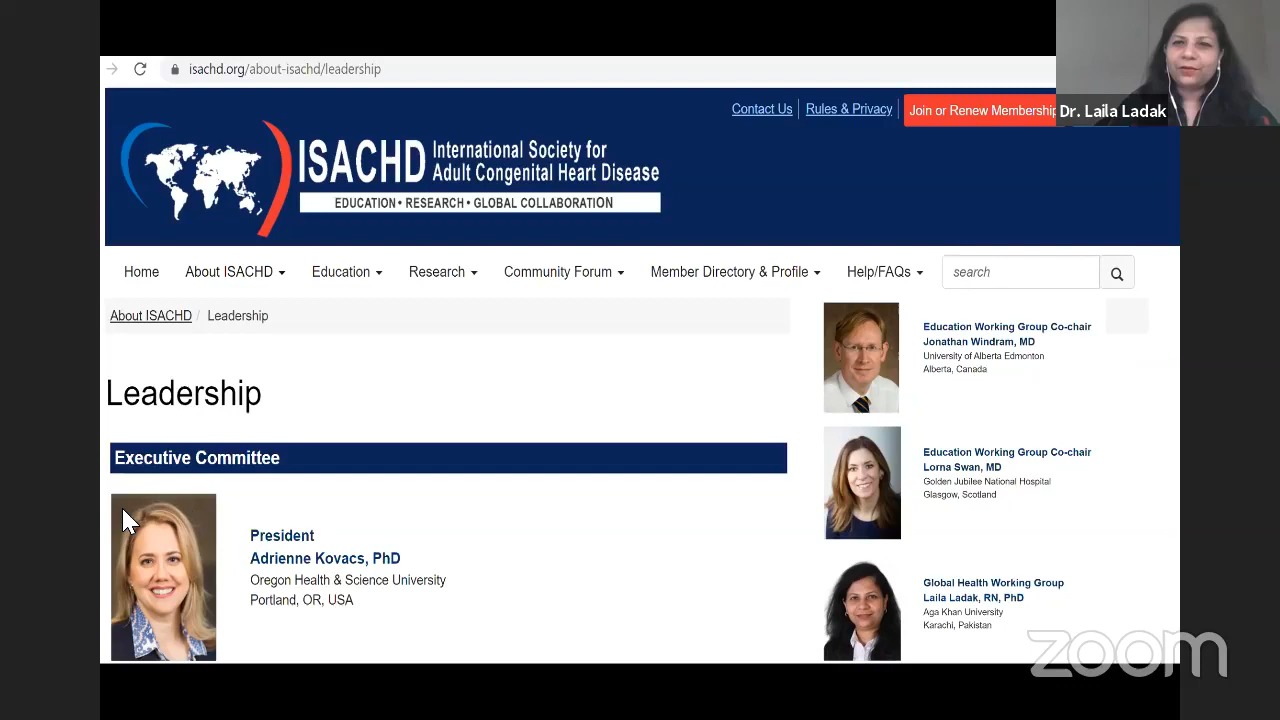 isachd.org/about-isachd/leadership
Contact Us
Rules & Privacy
Join or Renew Membership
Dr. Laila Ladak
ISACHD
International Society for
Adult Congenital Heart Disease
EDUCATION • RESEARCH • GLOBAL COLLABORATION
Home
About ISACHD
Education
Research
Community Forum
Member Directory & Profile
Help/FAQs
search
About ISACHD / Leadership
Leadership
Executive Committee
President
Adrienne Kovacs, PhD
Oregon Health & Science University
Portland, OR, USA
Education Working Group Co-chair
Jonathan Windram, MD
University of Alberta Edmonton
Alberta, Canada
Education Working Group Co-chair
Lorna Swan, MD
Golden Jubilee National Hospital
Glasgow, Scotland
Global Health Working Group
Laila Ladak, RN, PhD
Aga Khan University
Karachi, Pakistan
zoom